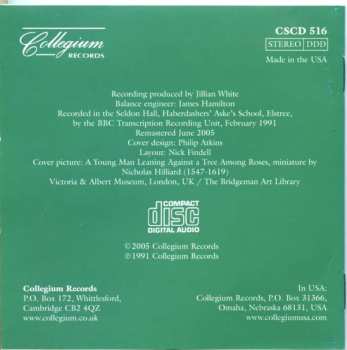 Collegium
RECORDS
CSCD 516
STEREO DDD
Made in the USA
Recording produced by Jillian White
Balance engineer: James Hamilton
Recorded in the Seldon Hall, Haberdashers' Aske's School, Elstree,
by the BBC Transcription Recording Unit, February 1991
Remastered June 2005
Cover design: Philip Atkins
Layout: Nick Findell
Cover picture: A Young Man Leaning Against a Tree Among Roses, miniature by
Nicholas Hilliard (1547-1619)
Victoria & Albert Museum, London, UK / The Bridgeman Art Library
COMPACT
disc
DIGITAL AUDIO
©2005 Collegium Records
℗1991 Collegium Records
Collegium Records
P.O. Box 172, Whittlesford,
Cambridge CB2 4QZ
www.collegium.co.uk
In USA:
Collegium Records, P.O. Box 31366,
Omaha, Nebraska 68131, USA
www.collegiumusa.com